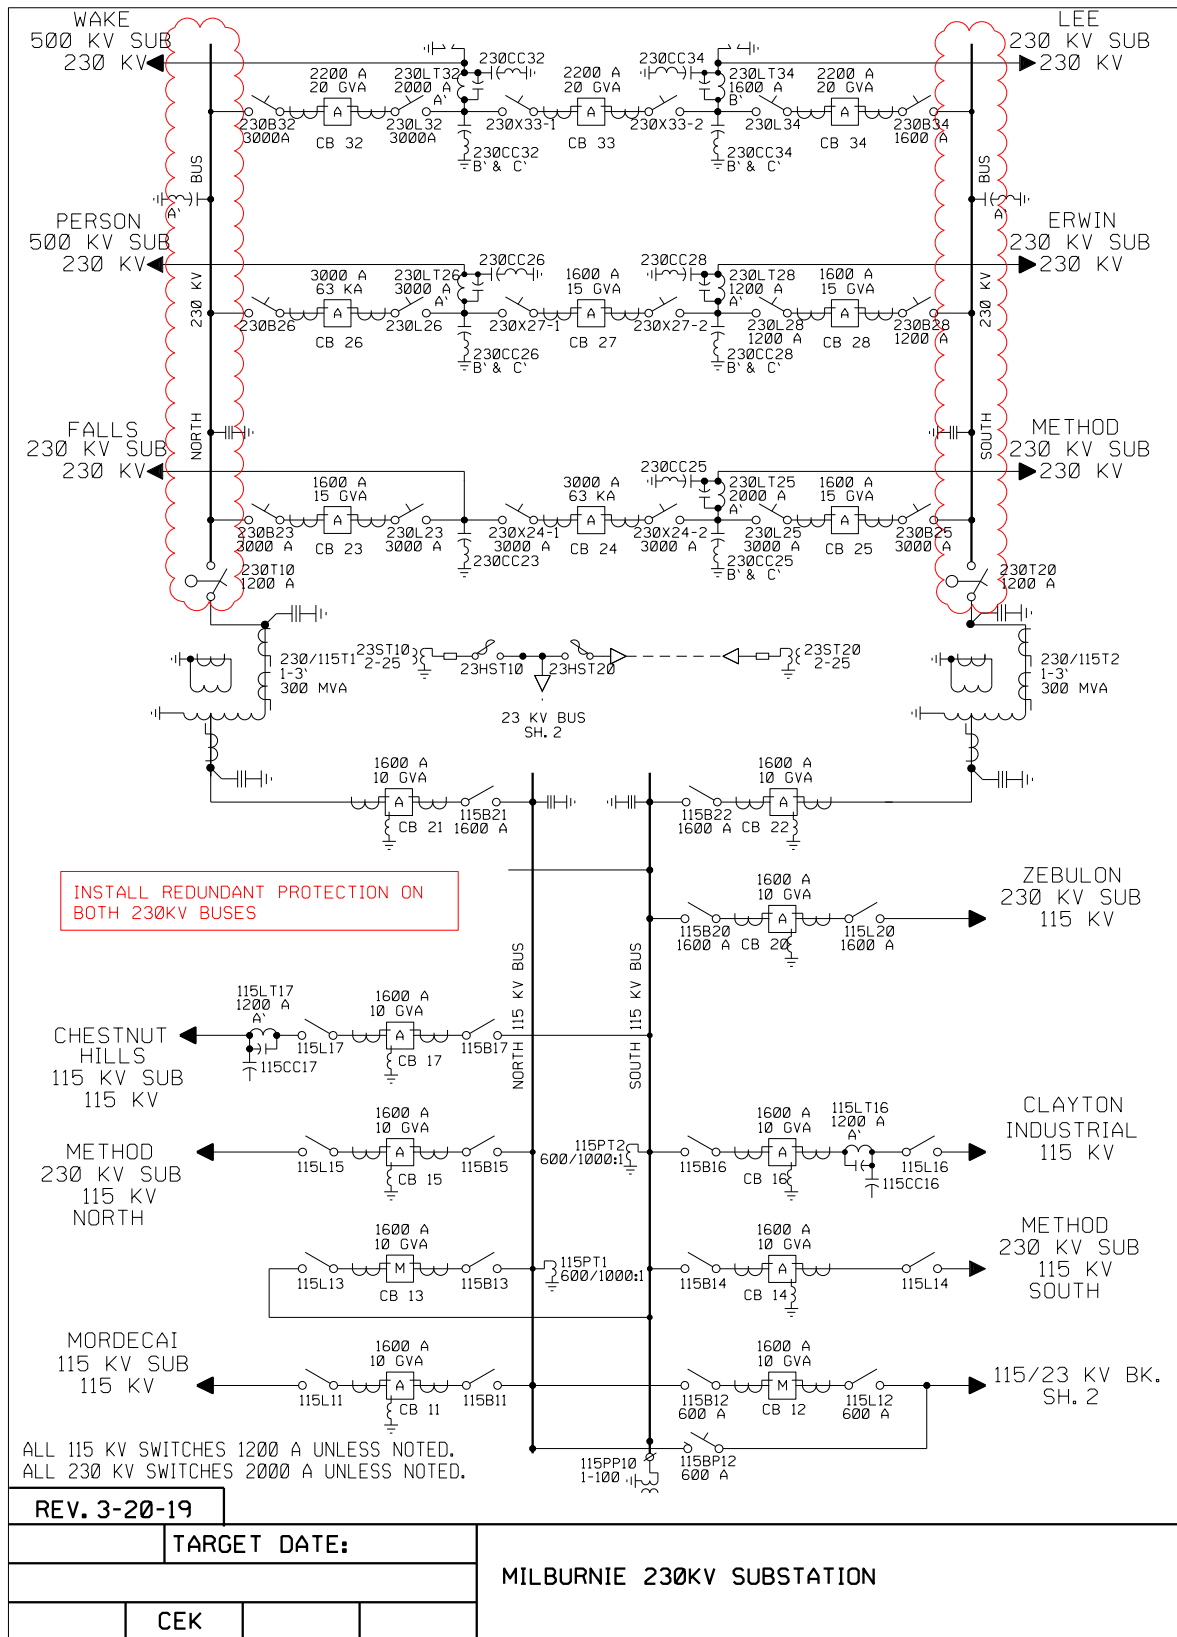 WAKE
500 KV SUB
230 KV
LEE
230 KV SUB
230 KV
230CC32
230CC34
2200 A
20 GVA
230LT32
2000 A
A'
2200 A
20 GVA
230LT34
1600 A
B'
2200 A
20 GVA
230B32
3000A
CB 32
230L32
3000A
230X33-1
CB 33
230X33-2
230L34
CB 34
230B34
1600 A
230CC32
B' & C'
230CC34
B' & C'
BUS
BUS
A'
A'
PERSON
500 KV SUB
230 KV
ERWIN
230 KV SUB
230 KV
230CC26
230CC28
3000 A
63 KA
230LT26
3000 A
A'
1600 A
15 GVA
230LT28
1200 A
A'
1600 A
15 GVA
230 KV
230 KV
230B26
CB 26
230L26
230X27-1
CB 27
230X27-2
230L28
1200 A
CB 28
230B28
1200 A
230CC26
B' & C'
230CC28
B' & C'
NORTH
SOUTH
FALLS
230 KV SUB
230 KV
METHOD
230 KV SUB
230 KV
230CC25
1600 A
15 GVA
3000 A
63 KA
230LT25
2000 A
A'
1600 A
15 GVA
230B23
3000 A
CB 23
230L23
3000 A
230X24-1
3000 A
CB 24
230X24-2
3000 A
230L25
3000 A
CB 25
230B25
3000 A
230CC23
230CC25
B' & C'
230T10
1200 A
230T20
1200 A
230/115T1
1-3'
300 MVA
23ST10
2-25
23HST10
23HST20
23ST20
2-25
230/115T2
1-3'
300 MVA
23 KV BUS
SH. 2
1600 A
10 GVA
A
CB 21
115B21
1600 A
1600 A
10 GVA
A
115B22
1600 A
CB 22
INSTALL REDUNDANT PROTECTION ON
BOTH 230KV BUSES
1600 A
10 GVA
A
115B20
1600 A
CB 20
115L20
1600 A
ZEBULON
230 KV SUB
115 KV
NORTH 115 KV BUS
SOUTH 115 KV BUS
CHESTNUT
HILLS
115 KV SUB
115 KV
115LT17
1200 A
A'
115CC17
115L17
1600 A
10 GVA
A
CB 17
115B17
METHOD
230 KV SUB
115 KV
NORTH
115L15
1600 A
10 GVA
A
CB 15
115B15
115PT2
600/1000:1
115B16
1600 A
10 GVA
A
CB 16
115LT16
1200 A
A'
115CC16
115L16
CLAYTON
INDUSTRIAL
115 KV
115L13
1600 A
10 GVA
M
CB 13
115B13
115PT1
600/1000:1
115B14
1600 A
10 GVA
A
CB 14
115L14
METHOD
230 KV SUB
115 KV
SOUTH
MORDECAI
115 KV SUB
115 KV
115L11
1600 A
10 GVA
A
CB 11
115B11
115B12
600 A
1600 A
10 GVA
M
CB 12
115L12
600 A
115/23 KV BK.
SH. 2
ALL 115 KV SWITCHES 1200 A UNLESS NOTED.
ALL 230 KV SWITCHES 2000 A UNLESS NOTED.
115PP10
1-100
115BP12
600 A
REV. 3-20-19
TARGET DATE:
MILBURNIE 230KV SUBSTATION
CEK